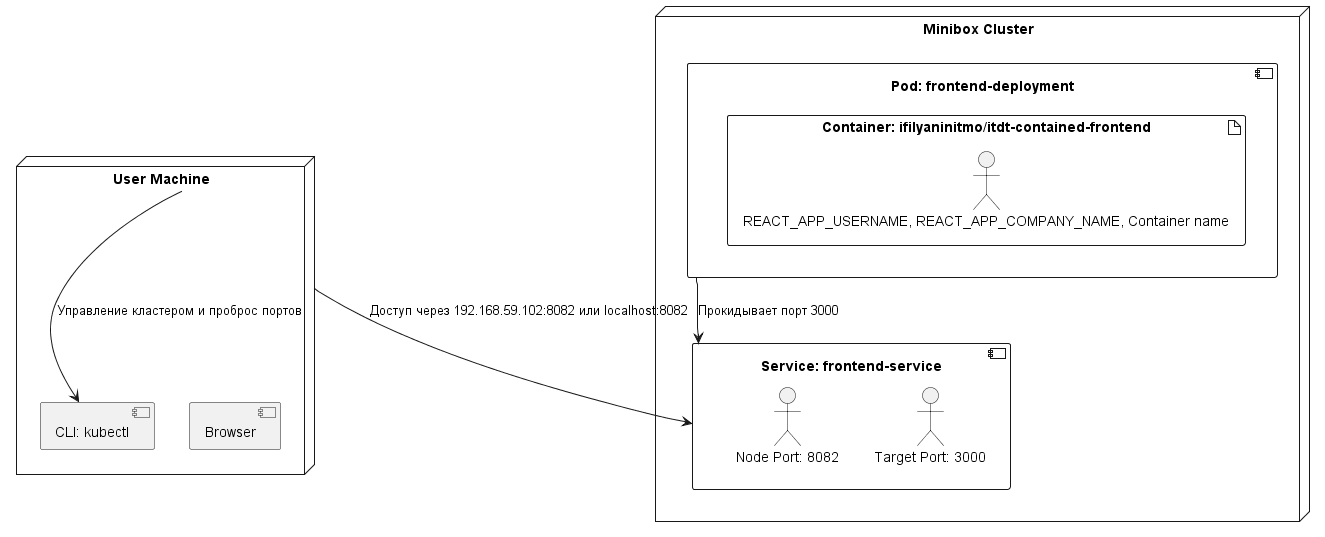 Minibox Cluster
Pod: frontend-deployment
Container: ifilyaninitmo/itdt-contained-frontend
REACT_APP_USERNAME, REACT_APP_COMPANY_NAME, Container name
User Machine
Управление кластером и проброс портов
Доступ через 192.168.59.102:8082 или localhost:8082
Прокидывает порт 3000
Service: frontend-service
Node Port: 8082
Target Port: 3000
CLI: kubectl
Browser